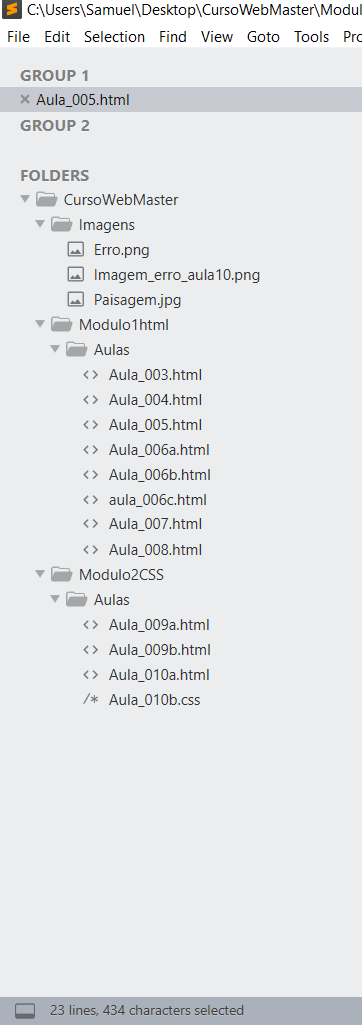 C:\Users\Samuel\Desktop\CursoWebMaster\Modul
File Edit Selection Find View Goto Tools Pro
GROUP 1
Aula_005.html
GROUP 2
FOLDERS
CursoWebMaster
Imagens
Erro.png
Imagem_erro_aula10.png
Paisagem.jpg
Modulo1html
Aulas
Aula_003.html
Aula_004.html
Aula_005.html
Aula_006a.html
Aula_006b.html
aula_006c.html
Aula_007.html
Aula_008.html
Modulo2CSS
Aulas
Aula_009a.html
Aula_009b.html
Aula_010a.html
/* Aula_010b.css
23 lines, 434 characters selected